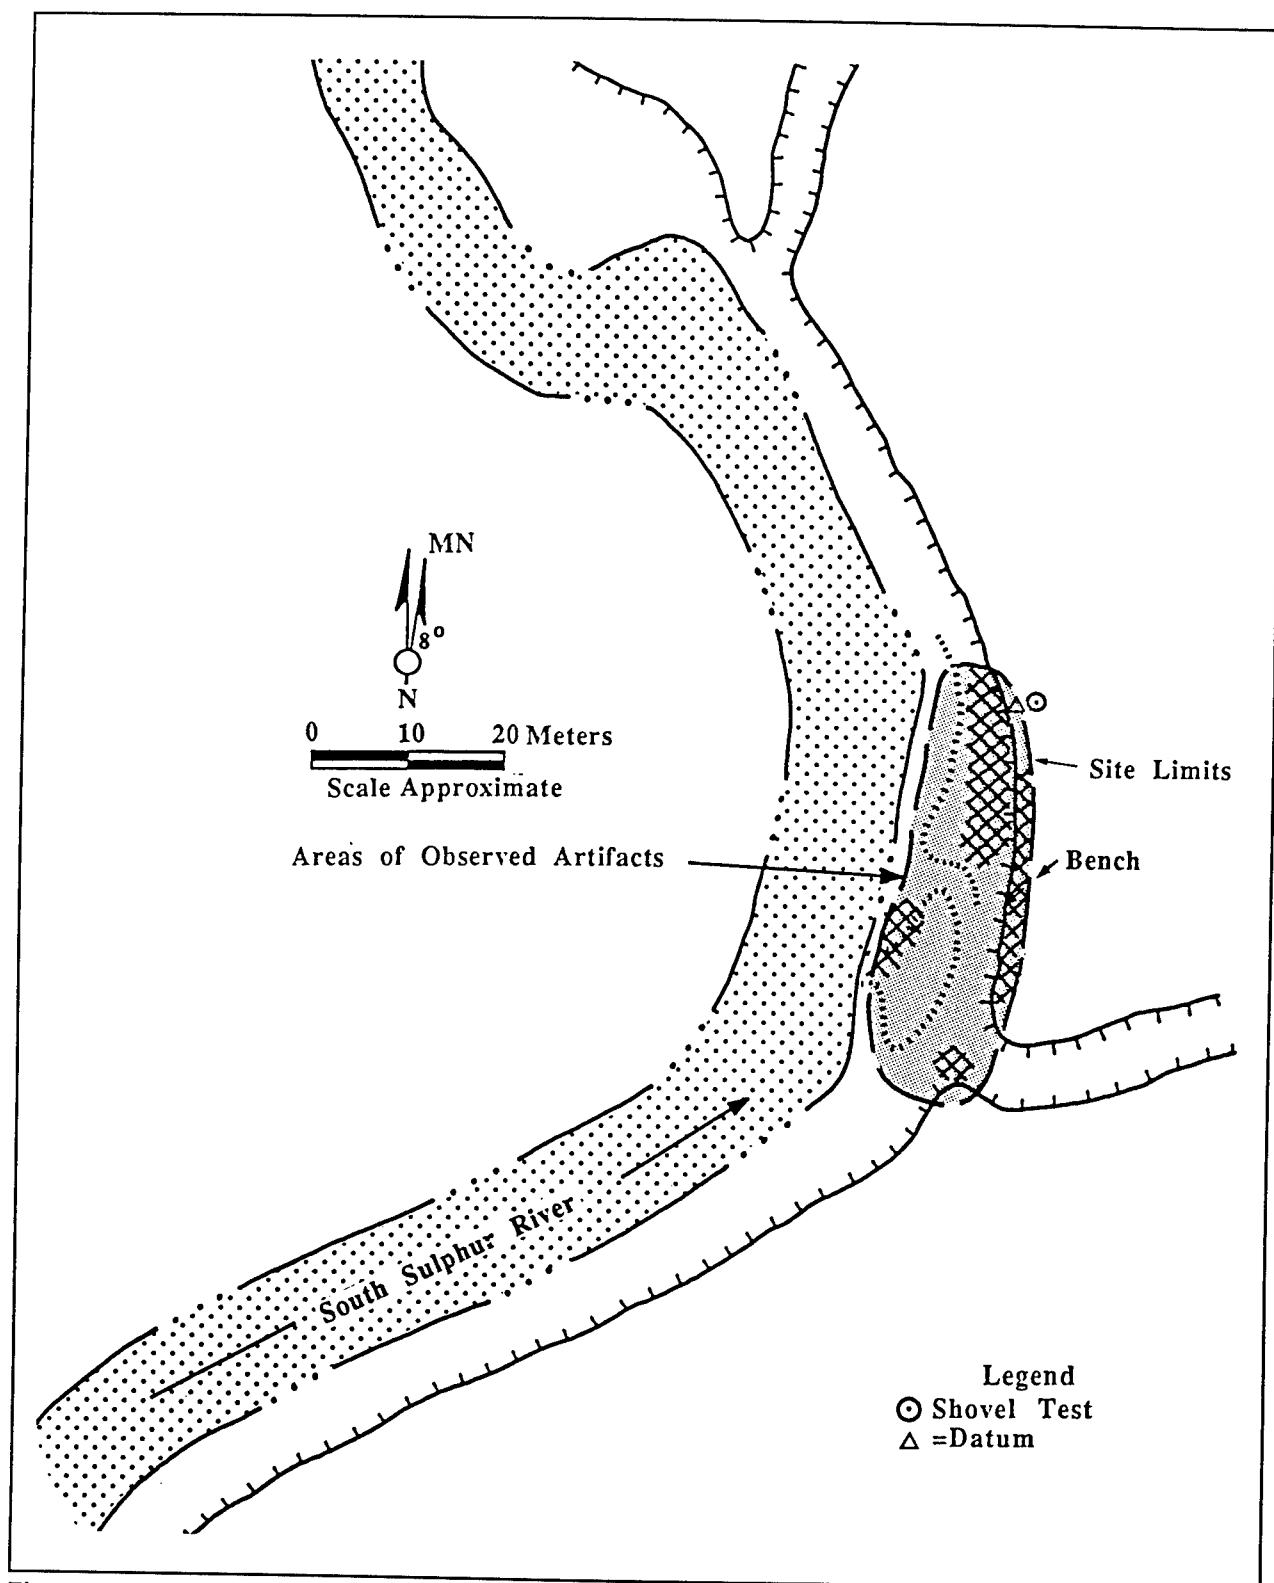 MN
8°
N
0 10 20 Meters
Scale Approximate
Site Limits
Areas of Observed Artifacts
Bench
South Sulphur River
Legend
Shovel Test
=Datum